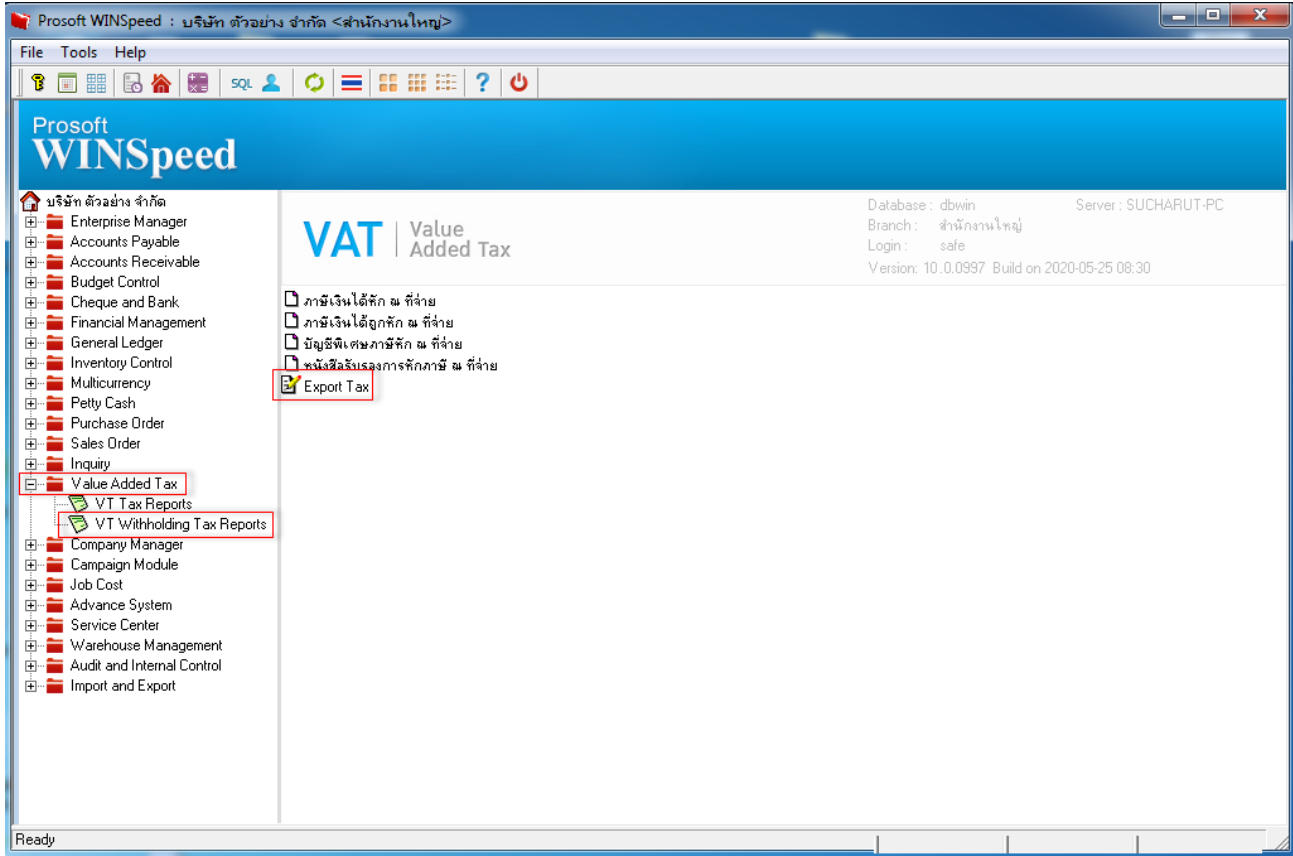 Prosoft WINSpeed : บริษัท ตัวอย่าง จำกัด <สำนักงานใหญ่>
File Tools Help
SQL
Prosoft
WINSpeed
บริษัท ตัวอย่าง จำกัด
Enterprise Manager
Accounts Payable
Accounts Receivable
Budget Control
Cheque and Bank
Financial Management
General Ledger
Inventory Control
Multicurrency
Petty Cash
Purchase Order
Sales Order
Inquiry
Value Added Tax
VT Tax Reports
VT Withholding Tax Reports
Company Manager
Campaign Module
Job Cost
Advance System
Service Center
Warehouse Management
Audit and Internal Control
Import and Export
VAT Value Added Tax
Database : dbwin Server : SUCHARUT-PC
Branch : สำนักงานใหญ่
Login : safe
Version: 10.0.0997 Build on 2020-05-25 08:30
ภาษีเงินได้หัก ณ ที่จ่าย
ภาษีเงินได้ถูกหัก ณ ที่จ่าย
บัญชีพิเศษภาษีหัก ณ ที่จ่าย
หนังสือรับรองการหักภาษี ณ ที่จ่าย
Export Tax
Ready